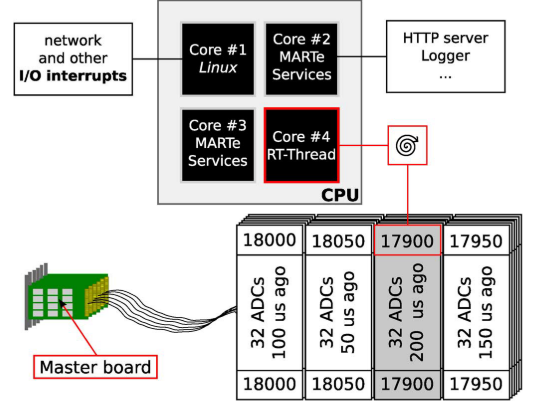 network
and other
I/O interrupts
Core #1
Linux
Core #2
MARTe
Services
HTTP server
Logger
...
Core #3
MARTe
Services
Core #4
RT-Thread
CPU
18000
18050
17900
17950
32 ADCs
100 us ago
32 ADCs
50 us ago
32 ADCs
200 us ago
32 ADCs
150 us ago
18000
18050
17900
17950
Master board